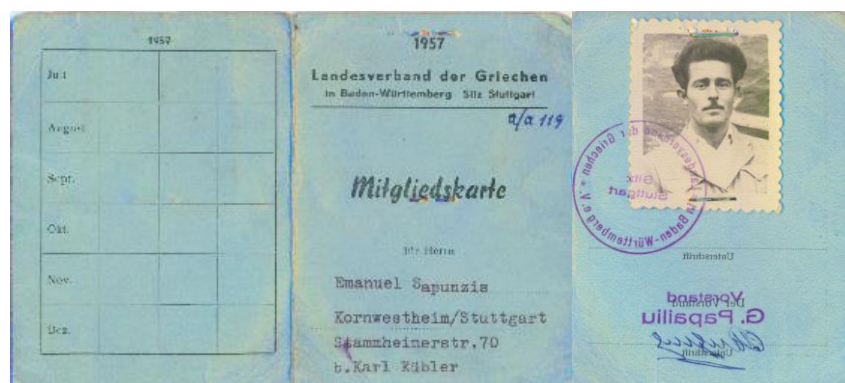 1957
Juli
August
Sept.
Okt.
Nov.
Dez.
1957
Landesverband der Griechen
in Baden-Württemberg Sitz Stuttgart
a/a 119
Mitgliedskarte
für Herrn
Emanuel Sapunzis
Kornwestheim/Stuttgart
Stammheimerstr.70
b.Karl Kübler
Landesverband der Griechen
in Baden-Württemberg e.V.
Sitz
Stuttgart
Unterschrift
Der Vorstand
Vorstand
G. Papailiu
Unterschrift